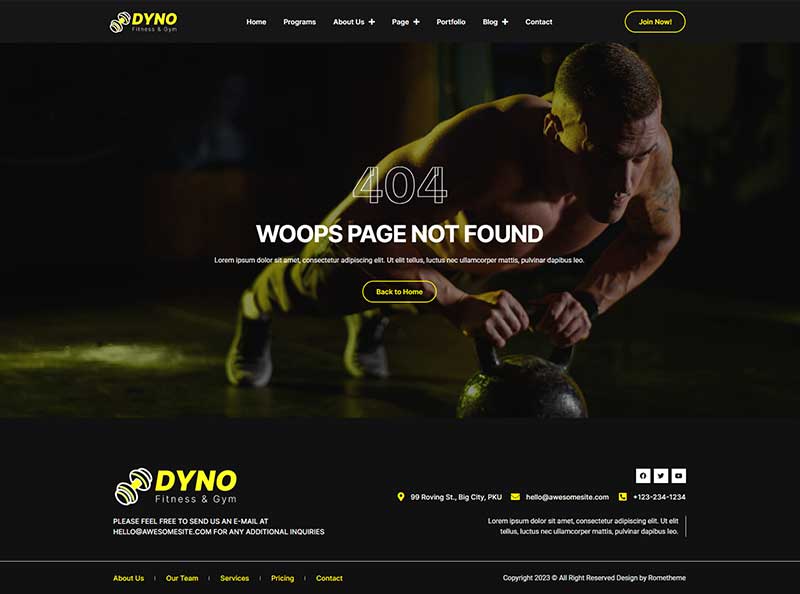 DYNO
Fitness & Gym
Home Programs About Us + Page + Portfolio Blog + Contact
Join Now!
404
WOOPS PAGE NOT FOUND
Lorem ipsum dolor sit amet, consectetur adipiscing elit. Ut elit tellus, luctus nec ullamcorper mattis, pulvinar dapibus leo.
Back to Home
DYNO
Fitness & Gym
PLEASE FEEL FREE TO SEND US AN E-MAIL AT
HELLO@AWESOMESITE.COM FOR ANY ADDITIONAL INQUIRIES
99 Roving St., Big City, PKU hello@awesomesite.com +123-234-1234
Lorem ipsum dolor sit amet, consectetur adipiscing elit. Ut elit
tellus, luctus nec ullamcorper mattis, pulvinar dapibus leo.
About Us Our Team Services Pricing Contact
Copyright 2023 © All Right Reserved Design by Rometheme